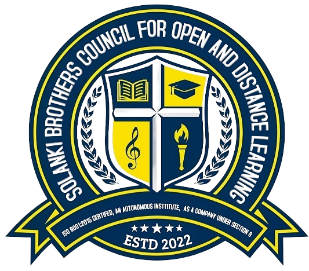 SOLANKI BROTHERS COUNCIL FOR OPEN AND DISTANCE LEARNING
ISO 9001:2015 CERTIFIED, AN AUTONOMOUS INSTITUTE, AS A COMPANY UNDER SECTION 8
ESTD 2022